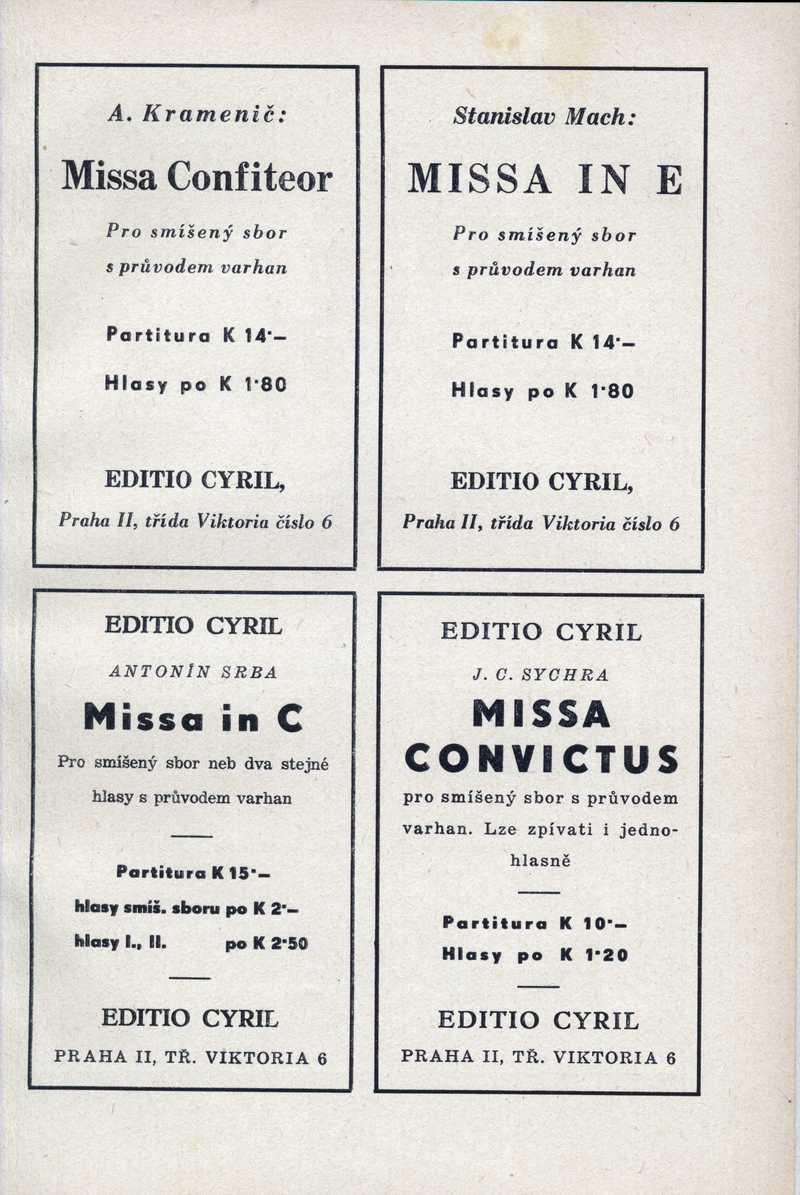 A. Kramenič:
Missa Confiteor
Pro smíšený sbor
s průvodem varhan
Partitura K 14·–
Hlasy po K 1·80
EDITIO CYRIL,
Praha II, třída Viktoria číslo 6
Stanislav Mach:
MISSA IN E
Pro smíšený sbor
s průvodem varhan
Partitura K 14·–
Hlasy po K 1·80
EDITIO CYRIL,
Praha II, třída Viktoria číslo 6
EDITIO CYRIL
ANTONÍN SRBA
Missa in C
Pro smíšený sbor neb dva stejné
hlasy s průvodem varhan
Partitura K 15·–
hlasy smíš. sboru po K 2·–
hlasy I., II. po K 2·50
EDITIO CYRIL
PRAHA II, TŘ. VIKTORIA 6
EDITIO CYRIL
J. C. SYCHRA
MISSA
CONVICTUS
pro smíšený sbor s průvodem
varhan. Lze zpívati i jedno-
hlasně
Partitura K 10·–
Hlasy po K 1·20
EDITIO CYRIL
PRAHA II, TŘ. VIKTORIA 6